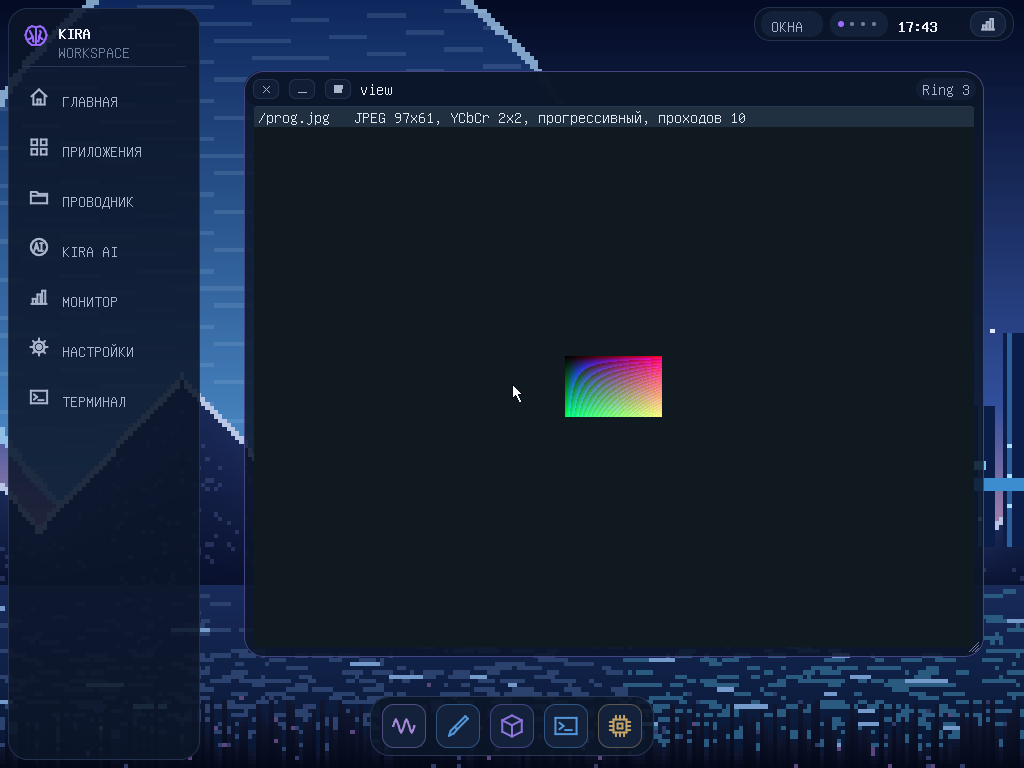 KIRA
WORKSPACE
ГЛАВНАЯ
ПРИЛОЖЕНИЯ
ПРОВОДНИК
AI
KIRA AI
МОНИТОР
НАСТРОЙКИ
ТЕРМИНАЛ
ОКНА
17:43
view
Ring 3
/prog.jpg JPEG 97x61, YCbCr 2x2, прогрессивный, проходов 10